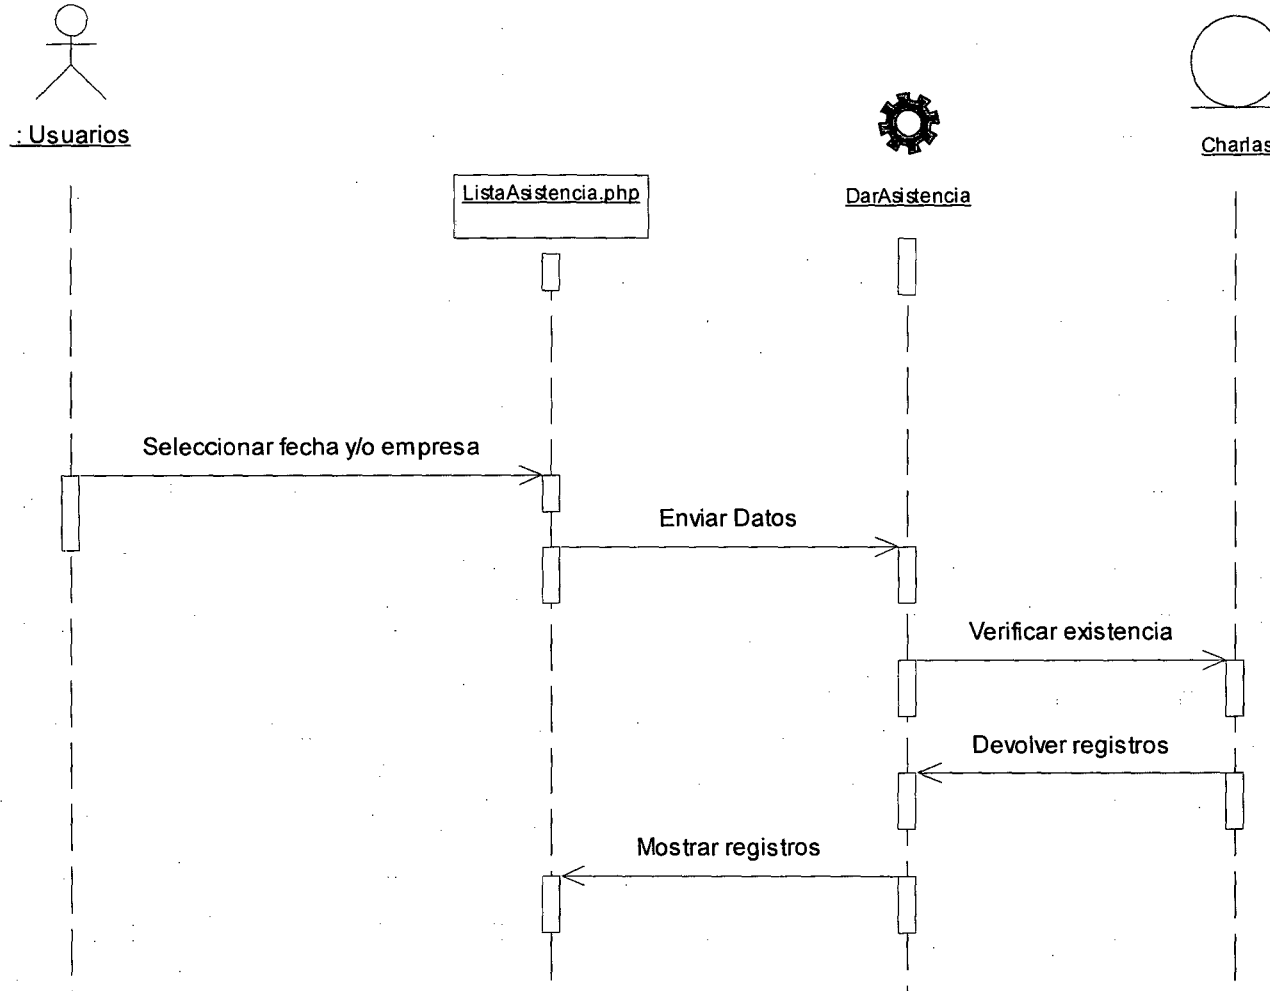 : Usuarios
Charlas
ListaAsistencia.php
DarAsistencia
Seleccionar fecha y/o empresa
Enviar Datos
Verificar existencia
Devolver registros
Mostrar registros